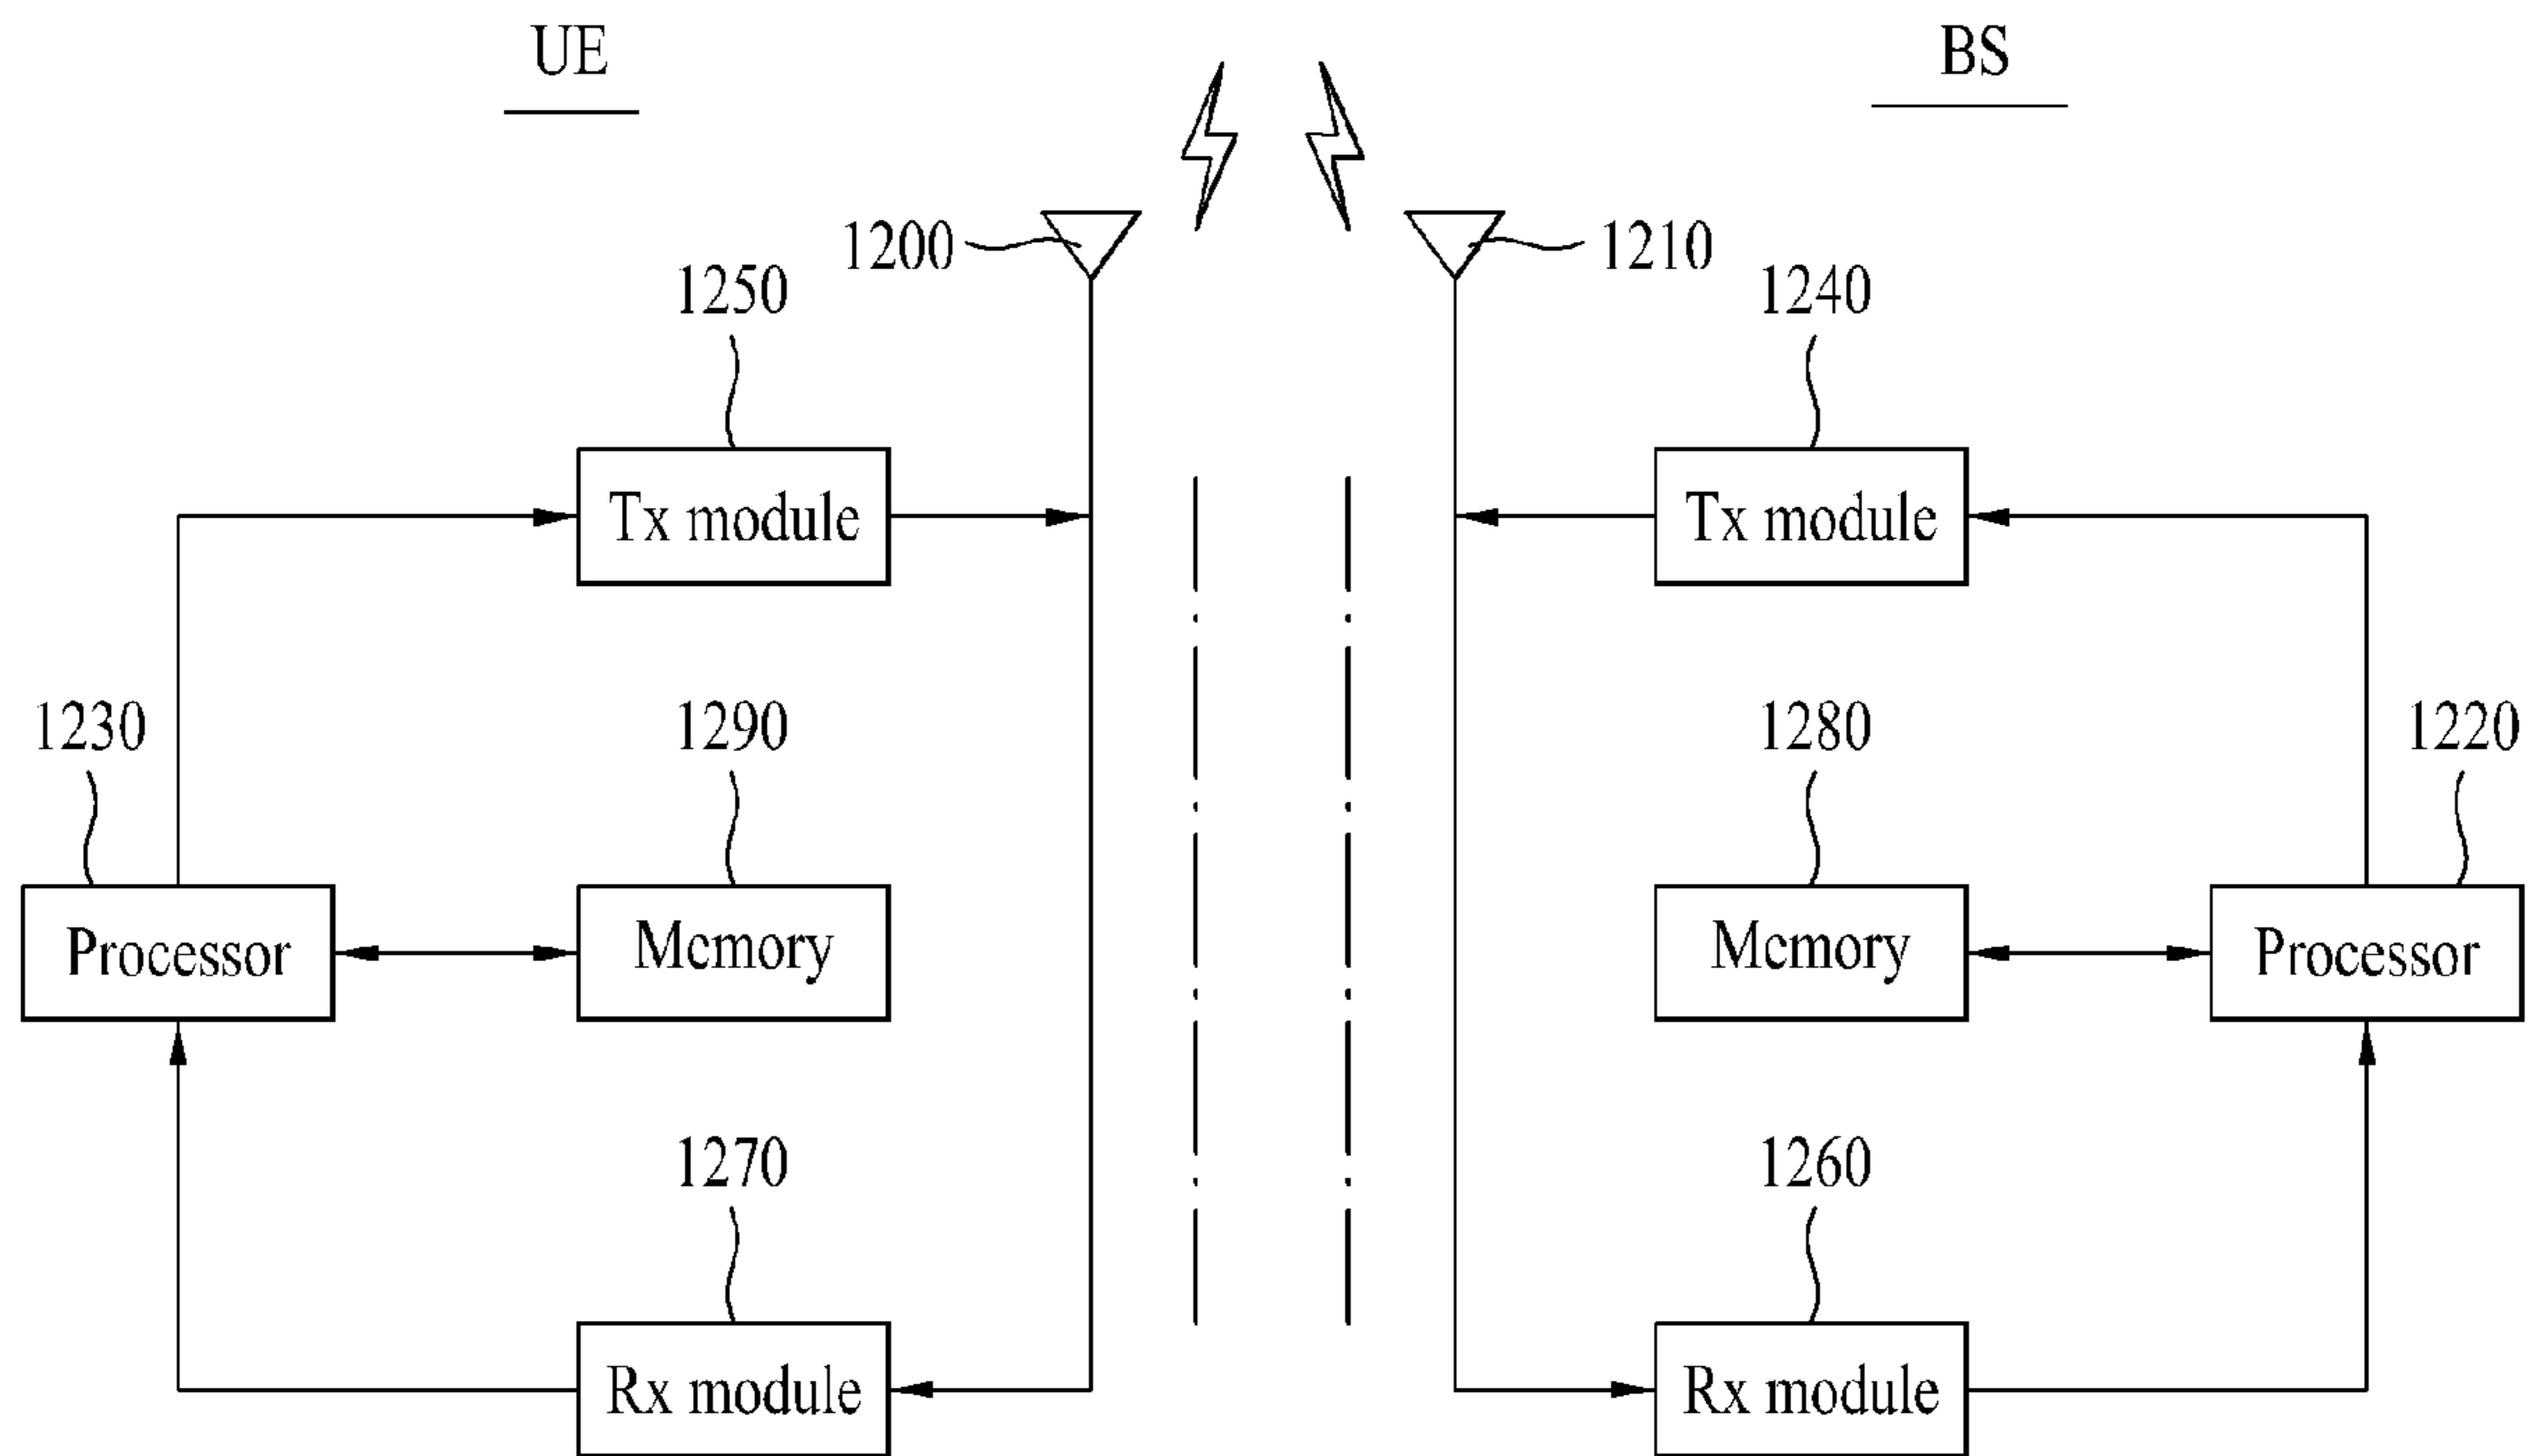 UE
BS
1200
1210
1250
1240
Tx module
Tx module
1230
1290
1280
1220
Processor
Memory
Memory
Processor
1270
1260
Rx module
Rx module